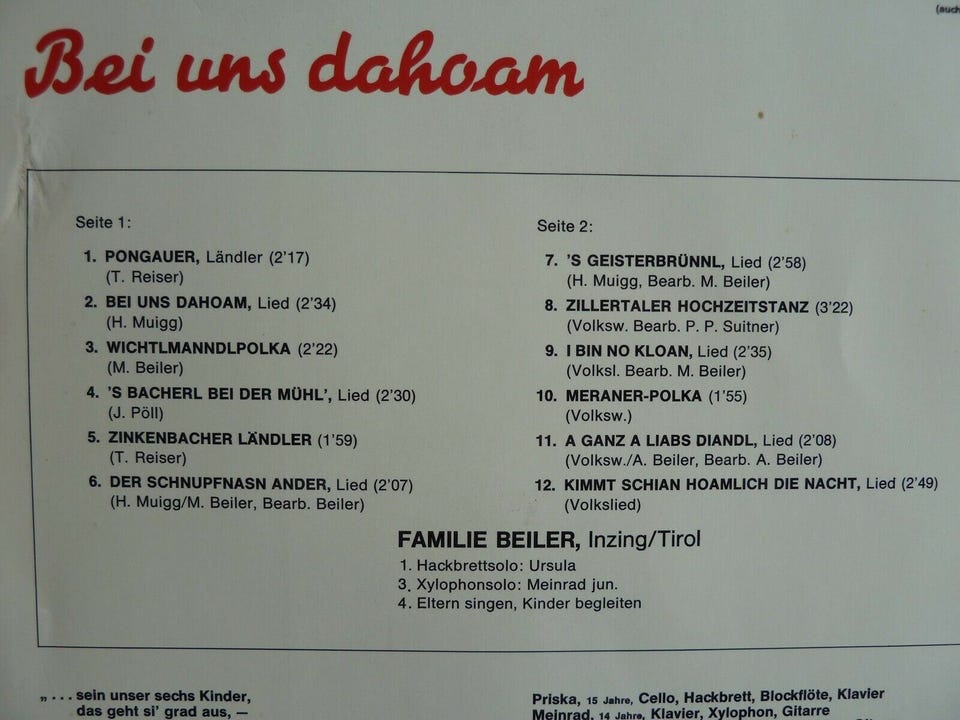 (auch
Bei uns dahoam
Seite 1:
1. PONGAUER, Ländler (2'17)
(T. Reiser)
2. BEI UNS DAHOAM, Lied (2'34)
(H. Muigg)
3. WICHTLMANNDLPOLKA (2'22)
(M. Beiler)
4. 'S BACHERL BEI DER MÜHL', Lied (2'30)
(J. Pöll)
5. ZINKENBACHER LÄNDLER (1'59)
(T. Reiser)
6. DER SCHNUPFNASN ANDER, Lied (2'07)
(H. Muigg/M. Beiler, Bearb. Beiler)
Seite 2:
7. 'S GEISTERBRÜNNL, Lied (2'58)
(H. Muigg, Bearb. M. Beiler)
8. ZILLERTALER HOCHZEITSTANZ (3'22)
(Volksw. Bearb. P. P. Suitner)
9. I BIN NO KLOAN, Lied (2'35)
(Volksl. Bearb. M. Beiler)
10. MERANER-POLKA (1'55)
(Volksw.)
11. A GANZ A LIABS DIANDL, Lied (2'08)
(Volksw./A. Beiler, Bearb. A. Beiler)
12. KIMMT SCHIAN HOAMLICH DIE NACHT, Lied (2'49)
(Volkslied)
FAMILIE BEILER, Inzing/Tirol
1. Hackbrettsolo: Ursula
3. Xylophonsolo: Meinrad jun.
4. Eltern singen, Kinder begleiten
„... sein unser sechs Kinder,
das geht si' grad aus, —
Priska, 15 Jahre, Cello, Hackbrett, Blockflöte, Klavier
Meinrad, 14 Jahre, Klavier, Xylophon, Gitarre